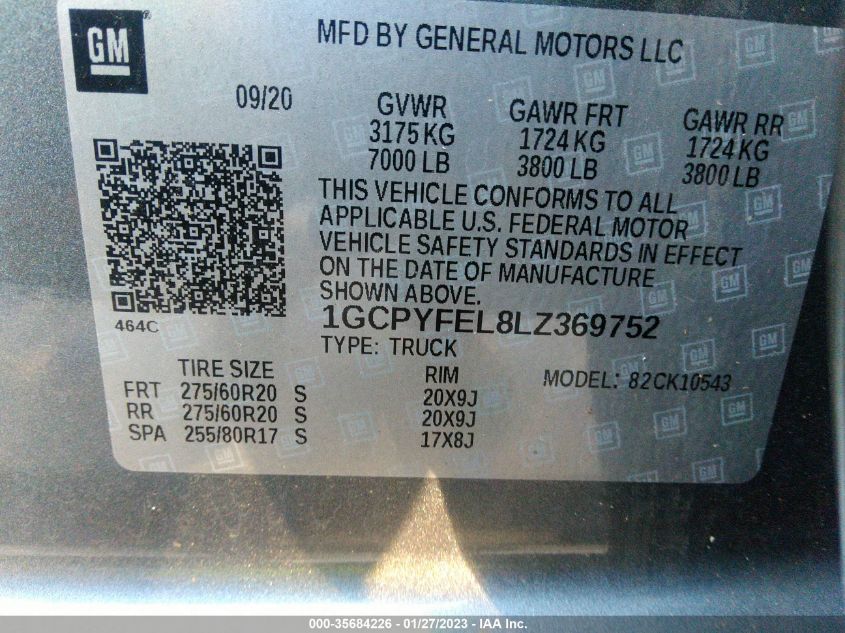 GM
MFD BY GENERAL MOTORS LLC
09/20
GVWR
3175 KG
7000 LB
GAWR FRT
1724 KG
3800 LB
GAWR RR
1724 KG
3800 LB
THIS VEHICLE CONFORMS TO ALL
APPLICABLE U.S. FEDERAL MOTOR
VEHICLE SAFETY STANDARDS IN EFFECT
ON THE DATE OF MANUFACTURE
SHOWN ABOVE.
464C
1GCPYFEL8LZ369752
TYPE: TRUCK
TIRE SIZE
RIM
MODEL: 82CK10543
FRT 275/60R20 S 20X9J
RR 275/60R20 S 20X9J
SPA 255/80R17 S 17X8J
000-35684226 - 01/27/2023 - IAA Inc.